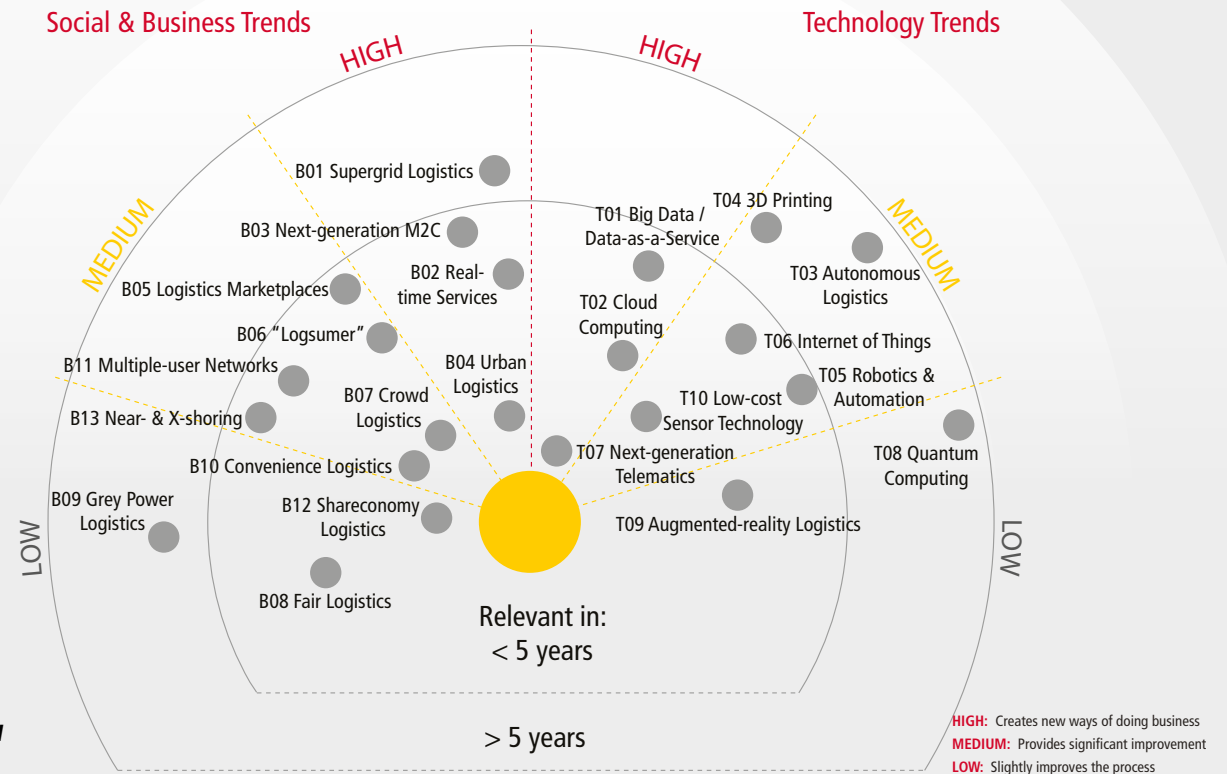 Social & Business Trends
Technology Trends
HIGH
HIGH
B01 Supergrid Logistics
T04 3D Printing
T01 Big Data /
Data-as-a-Service
B03 Next-generation M2C
MEDIUM
MEDIUM
B02 Real-
time Services
T03 Autonomous
Logistics
B05 Logistics Marketplaces
T02 Cloud
Computing
B06 “Logsumer”
T06 Internet of Things
B11 Multiple-user Networks
B04 Urban
Logistics
T05 Robotics &
Automation
B07 Crowd
Logistics
T10 Low-cost
Sensor Technology
B13 Near- & X-shoring
T07 Next-generation
Telematics
T08 Quantum
Computing
B10 Convenience Logistics
B09 Grey Power
Logistics
B12 Shareconomy
Logistics
T09 Augmented-reality Logistics
LOW
LOW
B08 Fair Logistics
Relevant in:
< 5 years
> 5 years
HIGH: Creates new ways of doing business
MEDIUM: Provides significant improvement
LOW: Slightly improves the process